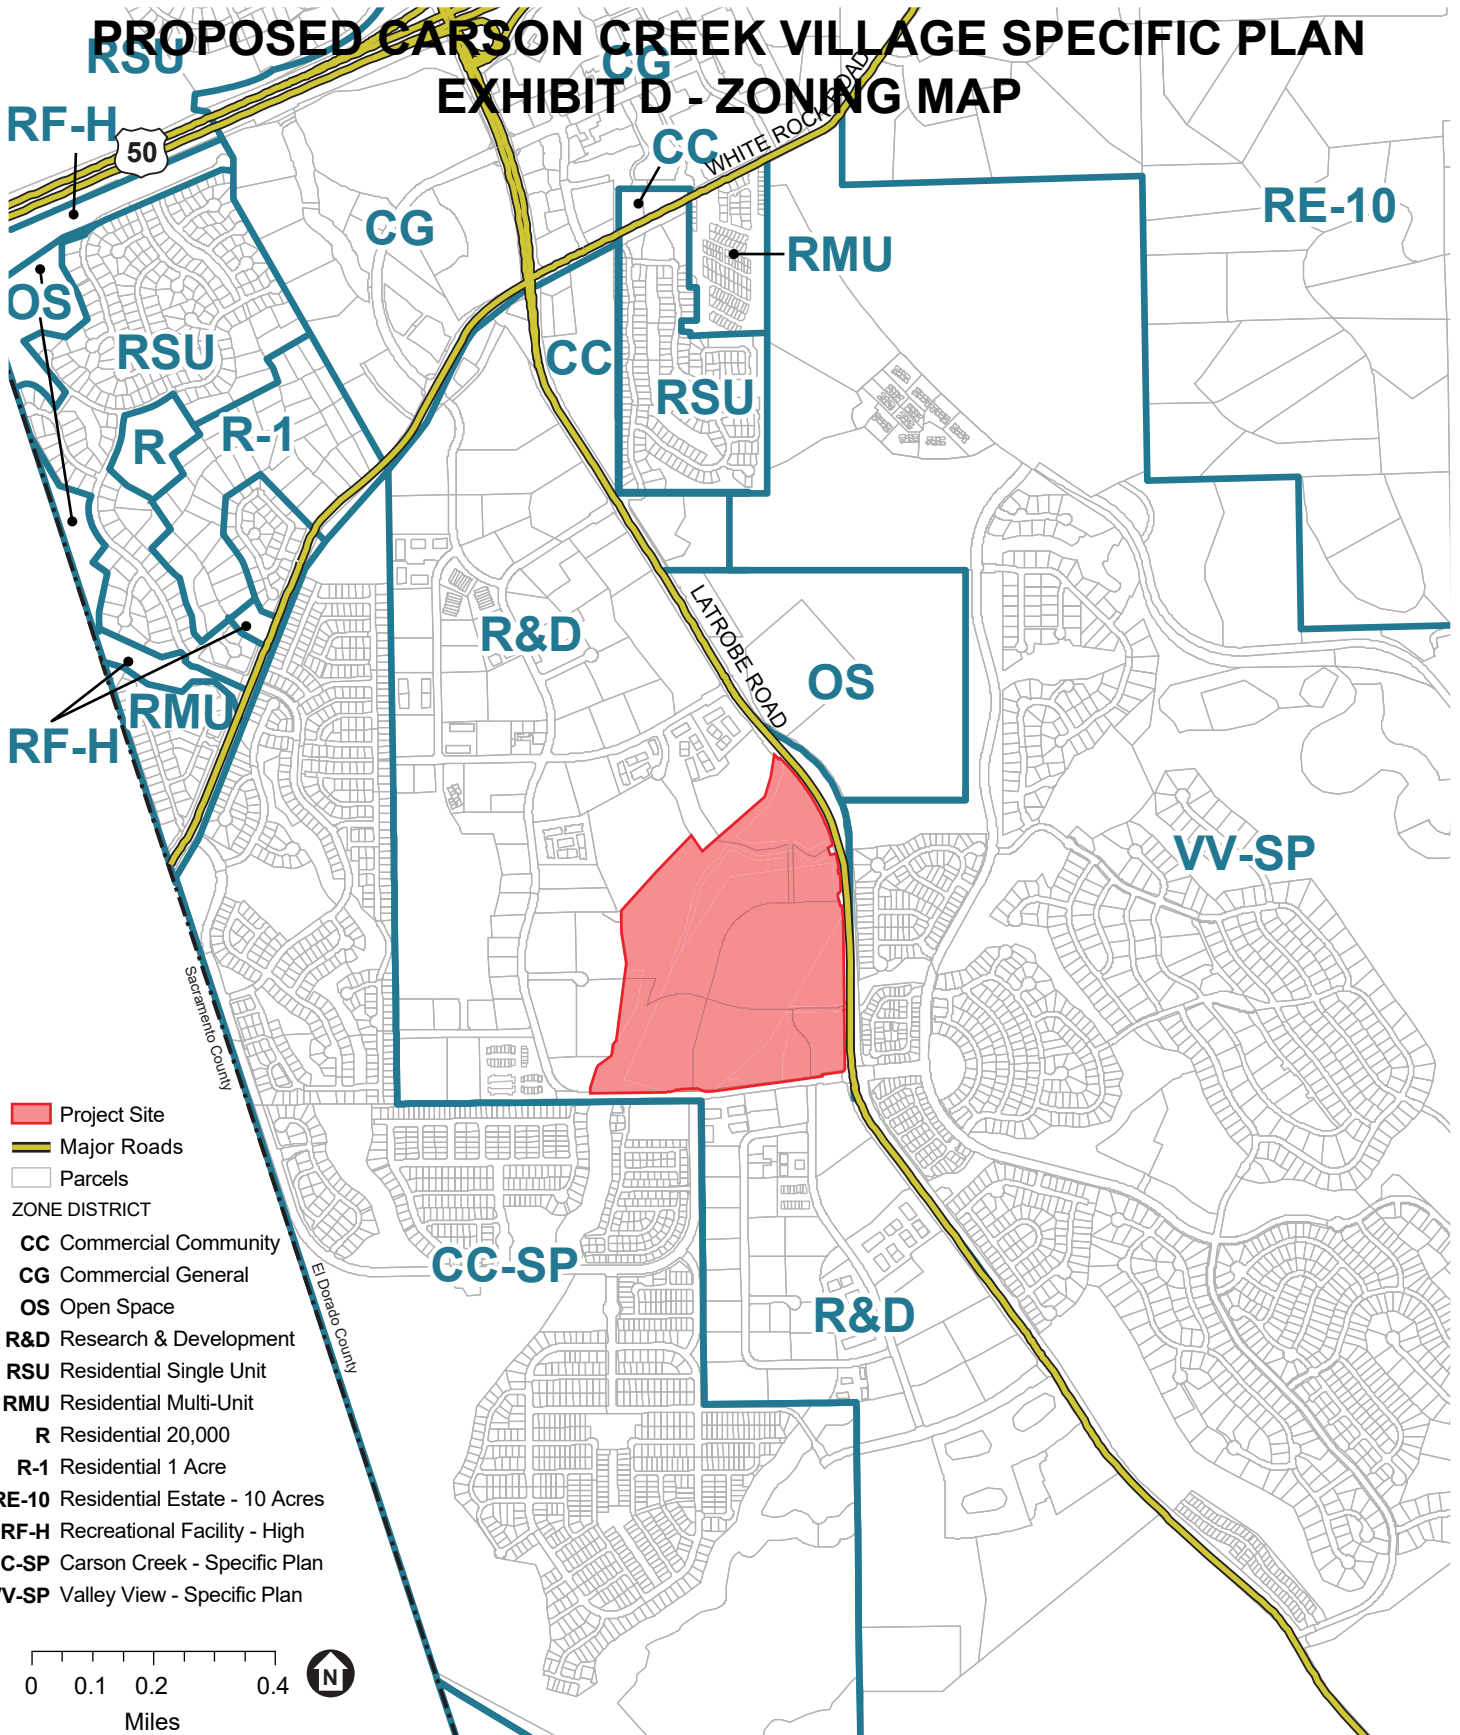 PROPOSED CARSON CREEK VILLAGE SPECIFIC PLAN
EXHIBIT D - ZONING MAP
RSU
CG
RF-H
50
WHITE ROCK ROAD
CC
RE-10
CG
RMU
OS
RSU
CC
RSU
R
R-1
LATROBE ROAD
R&D
OS
RMU
RF-H
VV-SP
Sacramento County
El Dorado County
CC-SP
R&D
Project Site
Major Roads
Parcels
ZONE DISTRICT
CC Commercial Community
CG Commercial General
OS Open Space
R&D Research & Development
RSU Residential Single Unit
RMU Residential Multi-Unit
R Residential 20,000
R-1 Residential 1 Acre
RE-10 Residential Estate - 10 Acres
RF-H Recreational Facility - High
C-SP Carson Creek - Specific Plan
V-SP Valley View - Specific Plan
0 0.1 0.2 0.4
Miles
N